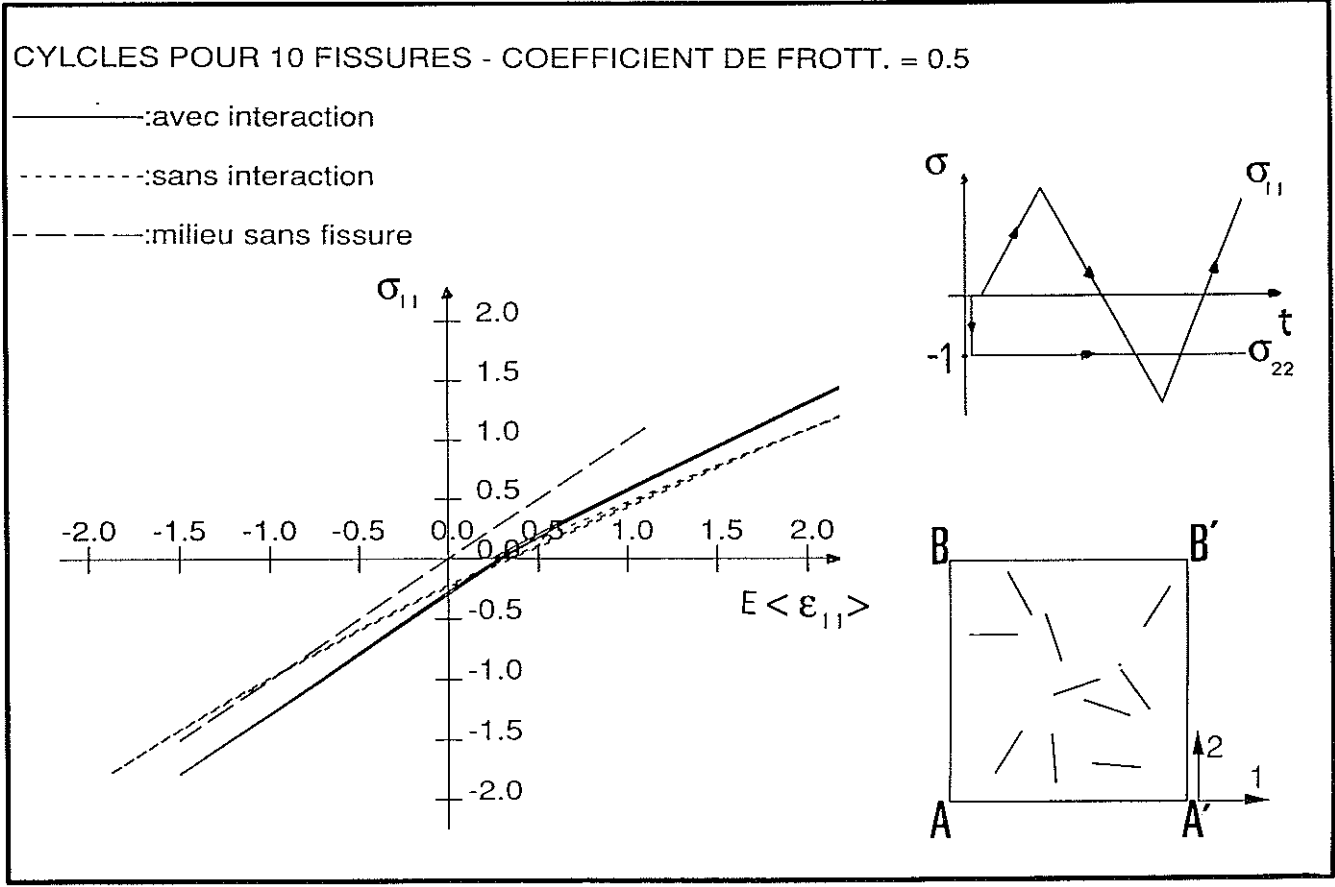 CYLCLES POUR 10 FISSURES - COEFFICIENT DE FROTT. = 0.5
:avec interaction
:sans interaction
:milieu sans fissure
σ
σ11
t
-1
σ22
σ11
2.0
1.5
1.0
0.5
-2.0 -1.5 -1.0 -0.5 0.0 0.5 1.0 1.5 2.0
0.0
-0.5
-1.0
-1.5
-2.0
E<ε11>
B B′
A A′
2
1